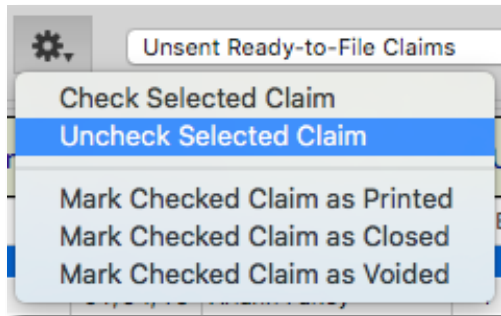 Unsent Ready-to-File Claims
Check Selected Claim
Uncheck Selected Claim
Mark Checked Claim as Printed
Mark Checked Claim as Closed
Mark Checked Claim as Voided